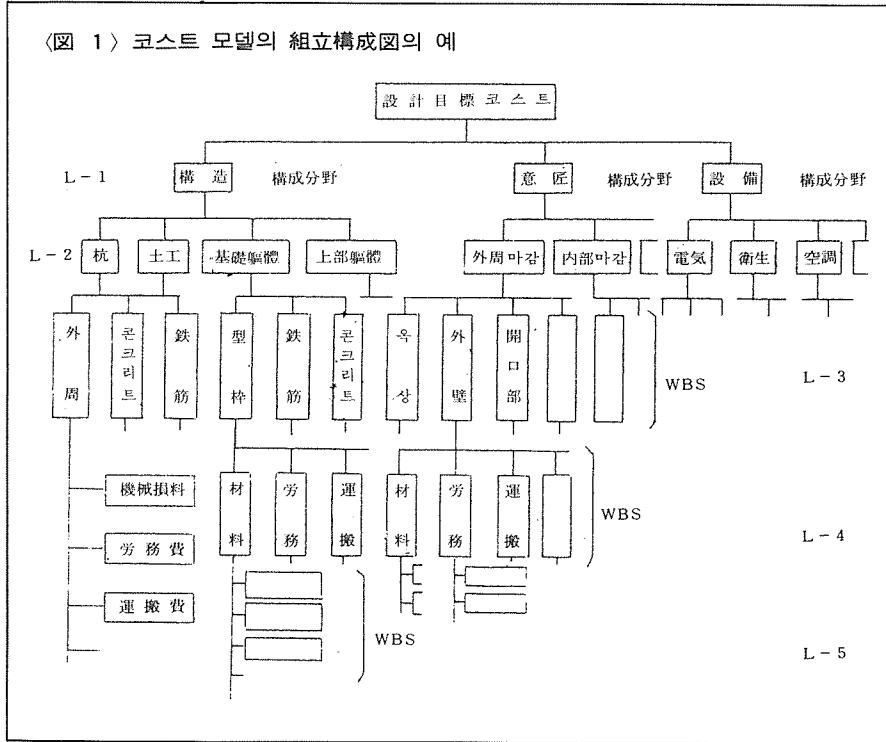 〈図 1〉코스트 모델의 組立構成図의 예
設計目標코스트
L-1
構造
構成分野
意匠
構成分野
設備
構成分野
L-2
杭
土工
基礎軀體
上部軀體
外周마감
内部마감
電気
衛生
空調
外周
콘크리트
鉄筋
型枠
鉄筋
콘크리트
옥상
外壁
開口部
WBS
L-3
機械損料
労務費
運搬費
材料
労務
運搬
材料
労務
運搬
WBS
L-4
WBS
L-5